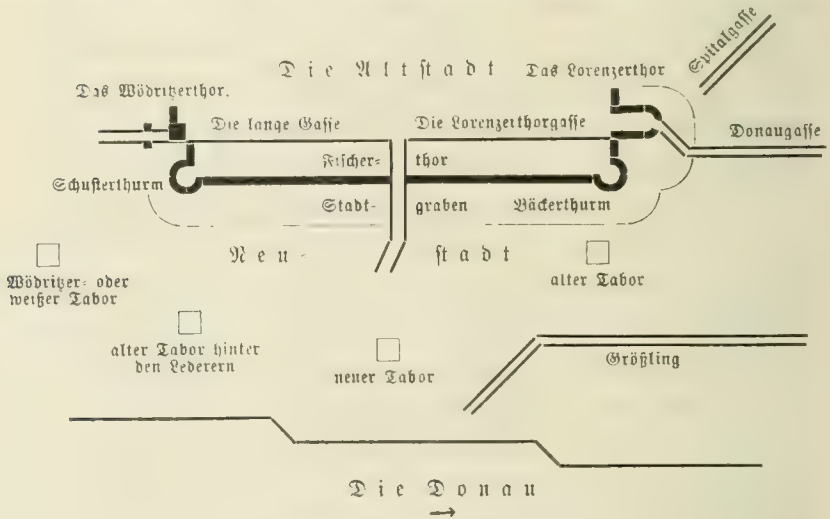 Spitalgasse
Die Altstadt
Das Lorenzerthor
Das Wödritzerthor.
Die lange Gasse
Die Lorenzerthorgasse
Donaugasse
Fischer- thor
Schusterthurm
Stadt- graben
Bäckerthurm
Neu- stadt
Wödritzer- oder
weißer Tabor
alter Tabor
alter Tabor hinter
den Lederern
neuer Tabor
Größling
Die Donau
→